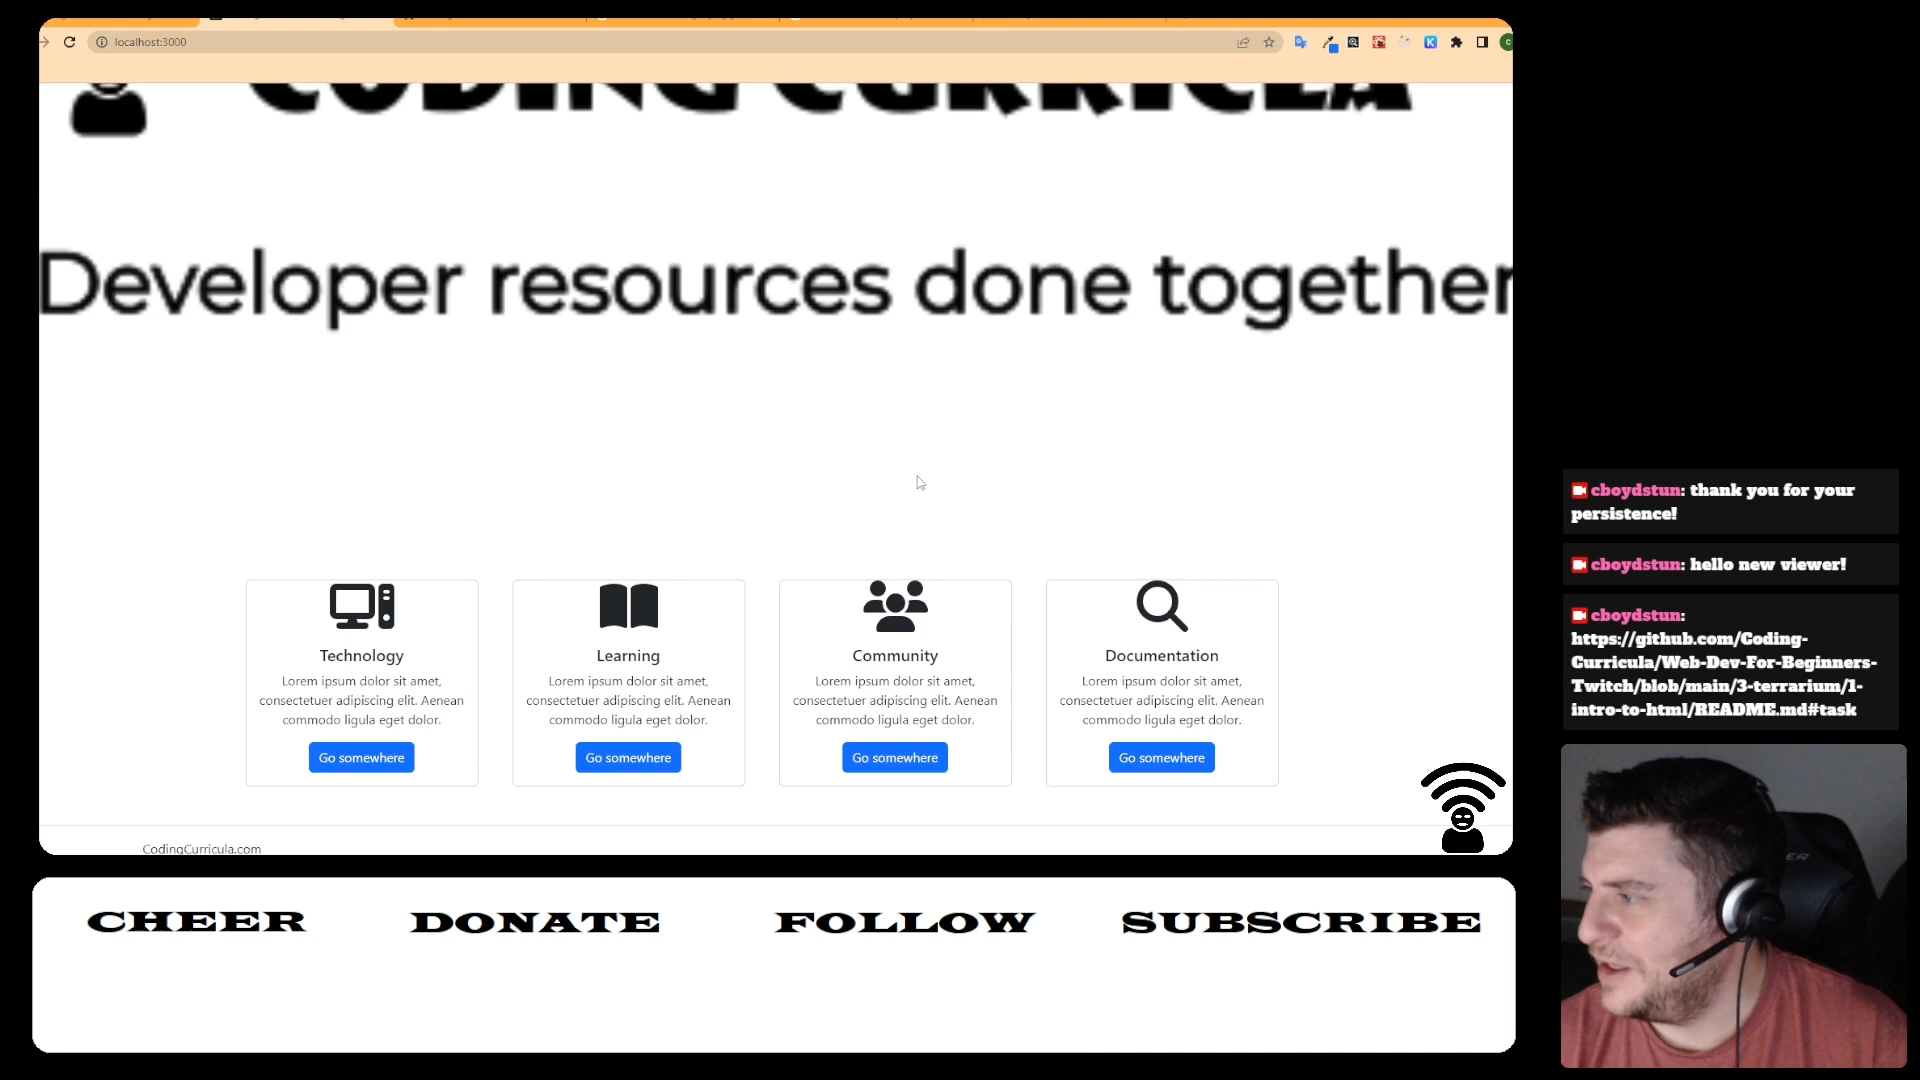 localhost:3000
CODING CURRICLA
Developer resources done together
Technology
Lorem ipsum dolor sit amet,
consectetuer adipiscing elit. Aenean
commodo ligula eget dolor.
Go somewhere
Learning
Lorem ipsum dolor sit amet,
consectetuer adipiscing elit. Aenean
commodo ligula eget dolor.
Go somewhere
Community
Lorem ipsum dolor sit amet,
consectetuer adipiscing elit. Aenean
commodo ligula eget dolor.
Go somewhere
Documentation
Lorem ipsum dolor sit amet,
consectetuer adipiscing elit. Aenean
commodo ligula eget dolor.
Go somewhere
CodingCurricula.com
CHEER
DONATE
FOLLOW
SUBSCRIBE
cboydstun: thank you for your
persistence!
cboydstun: hello new viewer!
cboydstun:
https://github.com/Coding-
Curricula/Web-Dev-For-Beginners-
Twitch/blob/main/3-terrarium/1-
intro-to-html/README.md#task